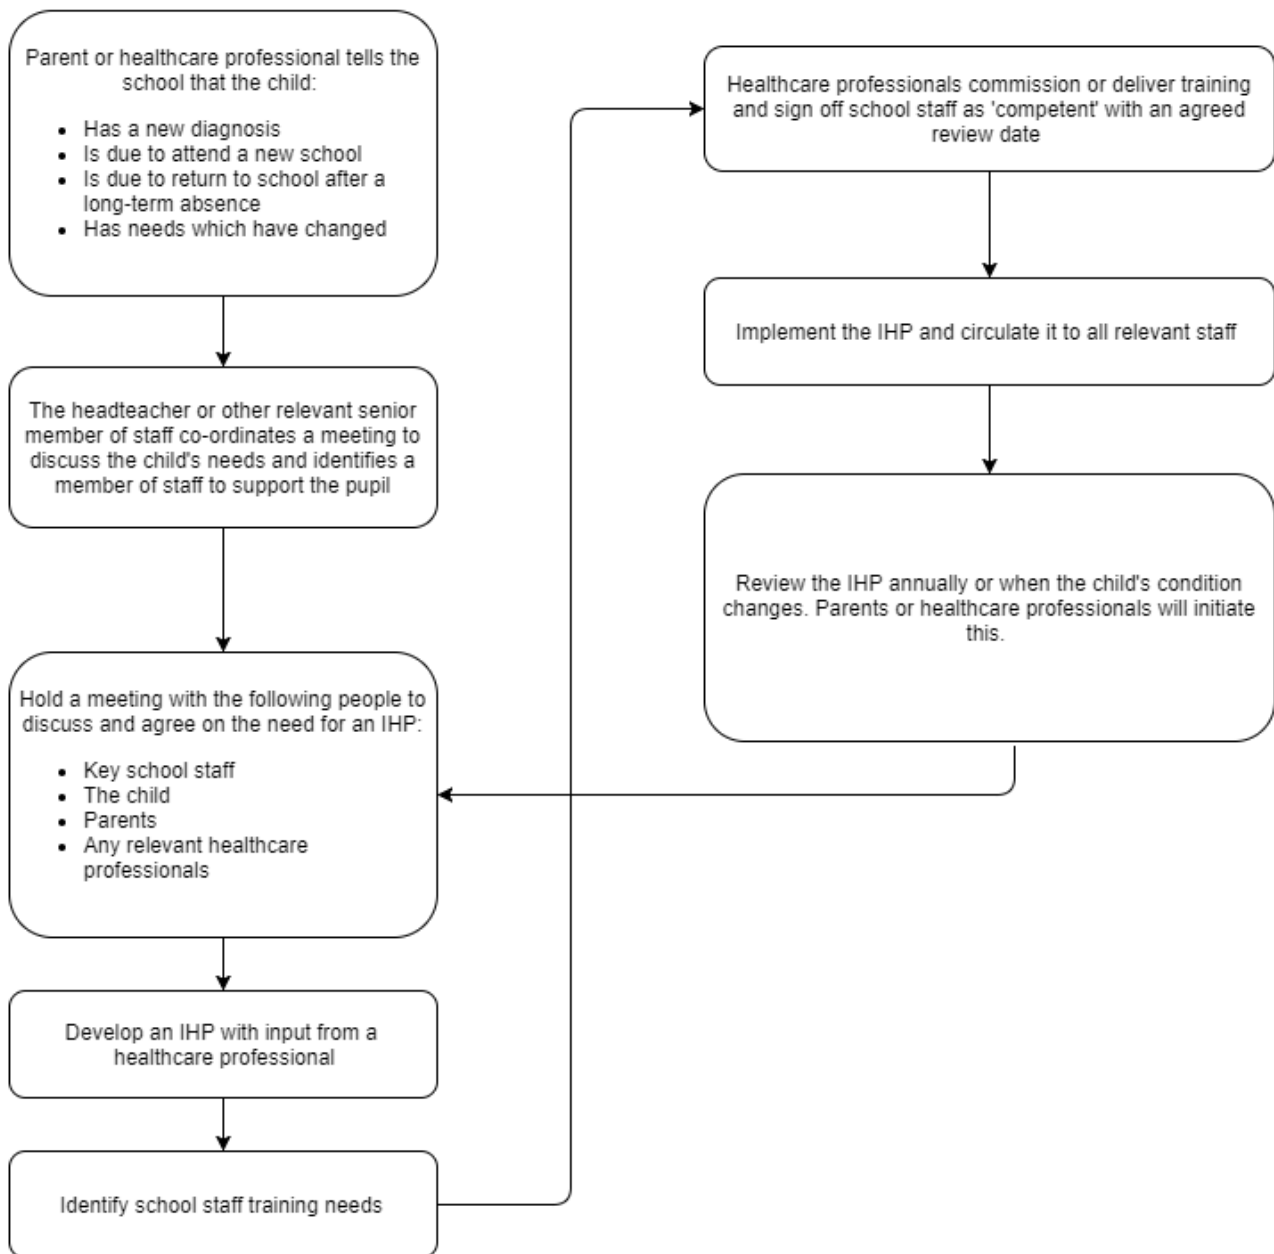 Parent or healthcare professional tells the
school that the child:
• Has a new diagnosis
• Is due to attend a new school
• Is due to return to school after a
long-term absence
• Has needs which have changed
The headteacher or other relevant senior
member of staff co-ordinates a meeting to
discuss the child's needs and identifies a
member of staff to support the pupil
Hold a meeting with the following people to
discuss and agree on the need for an IHP:
• Key school staff
• The child
• Parents
• Any relevant healthcare
professionals
Develop an IHP with input from a
healthcare professional
Identify school staff training needs
Healthcare professionals commission or deliver training
and sign off school staff as 'competent' with an agreed
review date
Implement the IHP and circulate it to all relevant staff
Review the IHP annually or when the child's condition
changes. Parents or healthcare professionals will initiate
this.